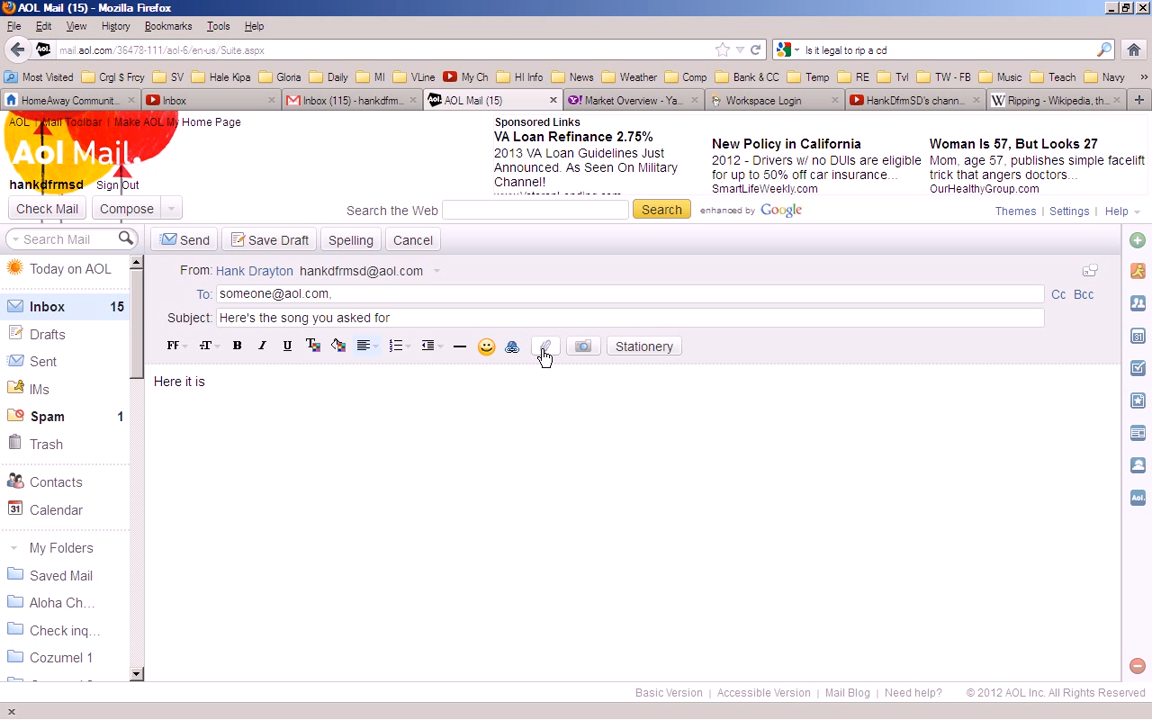 AOL Mail (15) - Mozilla Firefox
File Edit View History Bookmarks Tools Help
mail.aol.com/36478-111/aol-6/en-us/Suite.aspx
Is it legal to rip a cd
Most Visited Crgl $ Frcy SV Hale Kipa Gloria Daily MI VLine My Ch HI Info News Weather Comp Bank & CC Temp RE Tvl TW - FB Music Teach Navy
HomeAway Communit... Inbox Inbox (115) - hankdfrm... AOL Mail (15) Market Overview - Ya... Workspace Login HankDfrmSD's chann... Ripping - Wikipedia, th...
AOL | Mail Toolbar | Make AOL My Home Page
Aol Mail.
hankdfrmsd Sign Out
Sponsored Links
VA Loan Refinance 2.75%
2013 VA Loan Guidelines Just
Announced. As Seen On Military
Channel!
New Policy in California
2012 - Drivers w/ no DUIs are eligible
for up to 50% off car insurance...
SmartLifeWeekly.com
Woman Is 57, But Looks 27
Mom, age 57, publishes simple facelift
trick that angers doctors...
OurHealthyGroup.com
Check Mail Compose
Search the Web Search enhanced by Google
Themes | Settings | Help
Search Mail
Send Save Draft Spelling Cancel
Today on AOL
Inbox 15
Drafts
Sent
IMs
Spam 1
Trash
Contacts
Calendar
My Folders
Saved Mail
Aloha Ch...
Check inq...
Cozumel 1
From: Hank Drayton hankdfrmsd@aol.com
To: someone@aol.com, Cc Bcc
Subject: Here's the song you asked for
FF T B I U T Stationery
Here it is
Aol.
Basic Version | Accessible Version | Mail Blog | Need help? © 2012 AOL Inc. All Rights Reserved